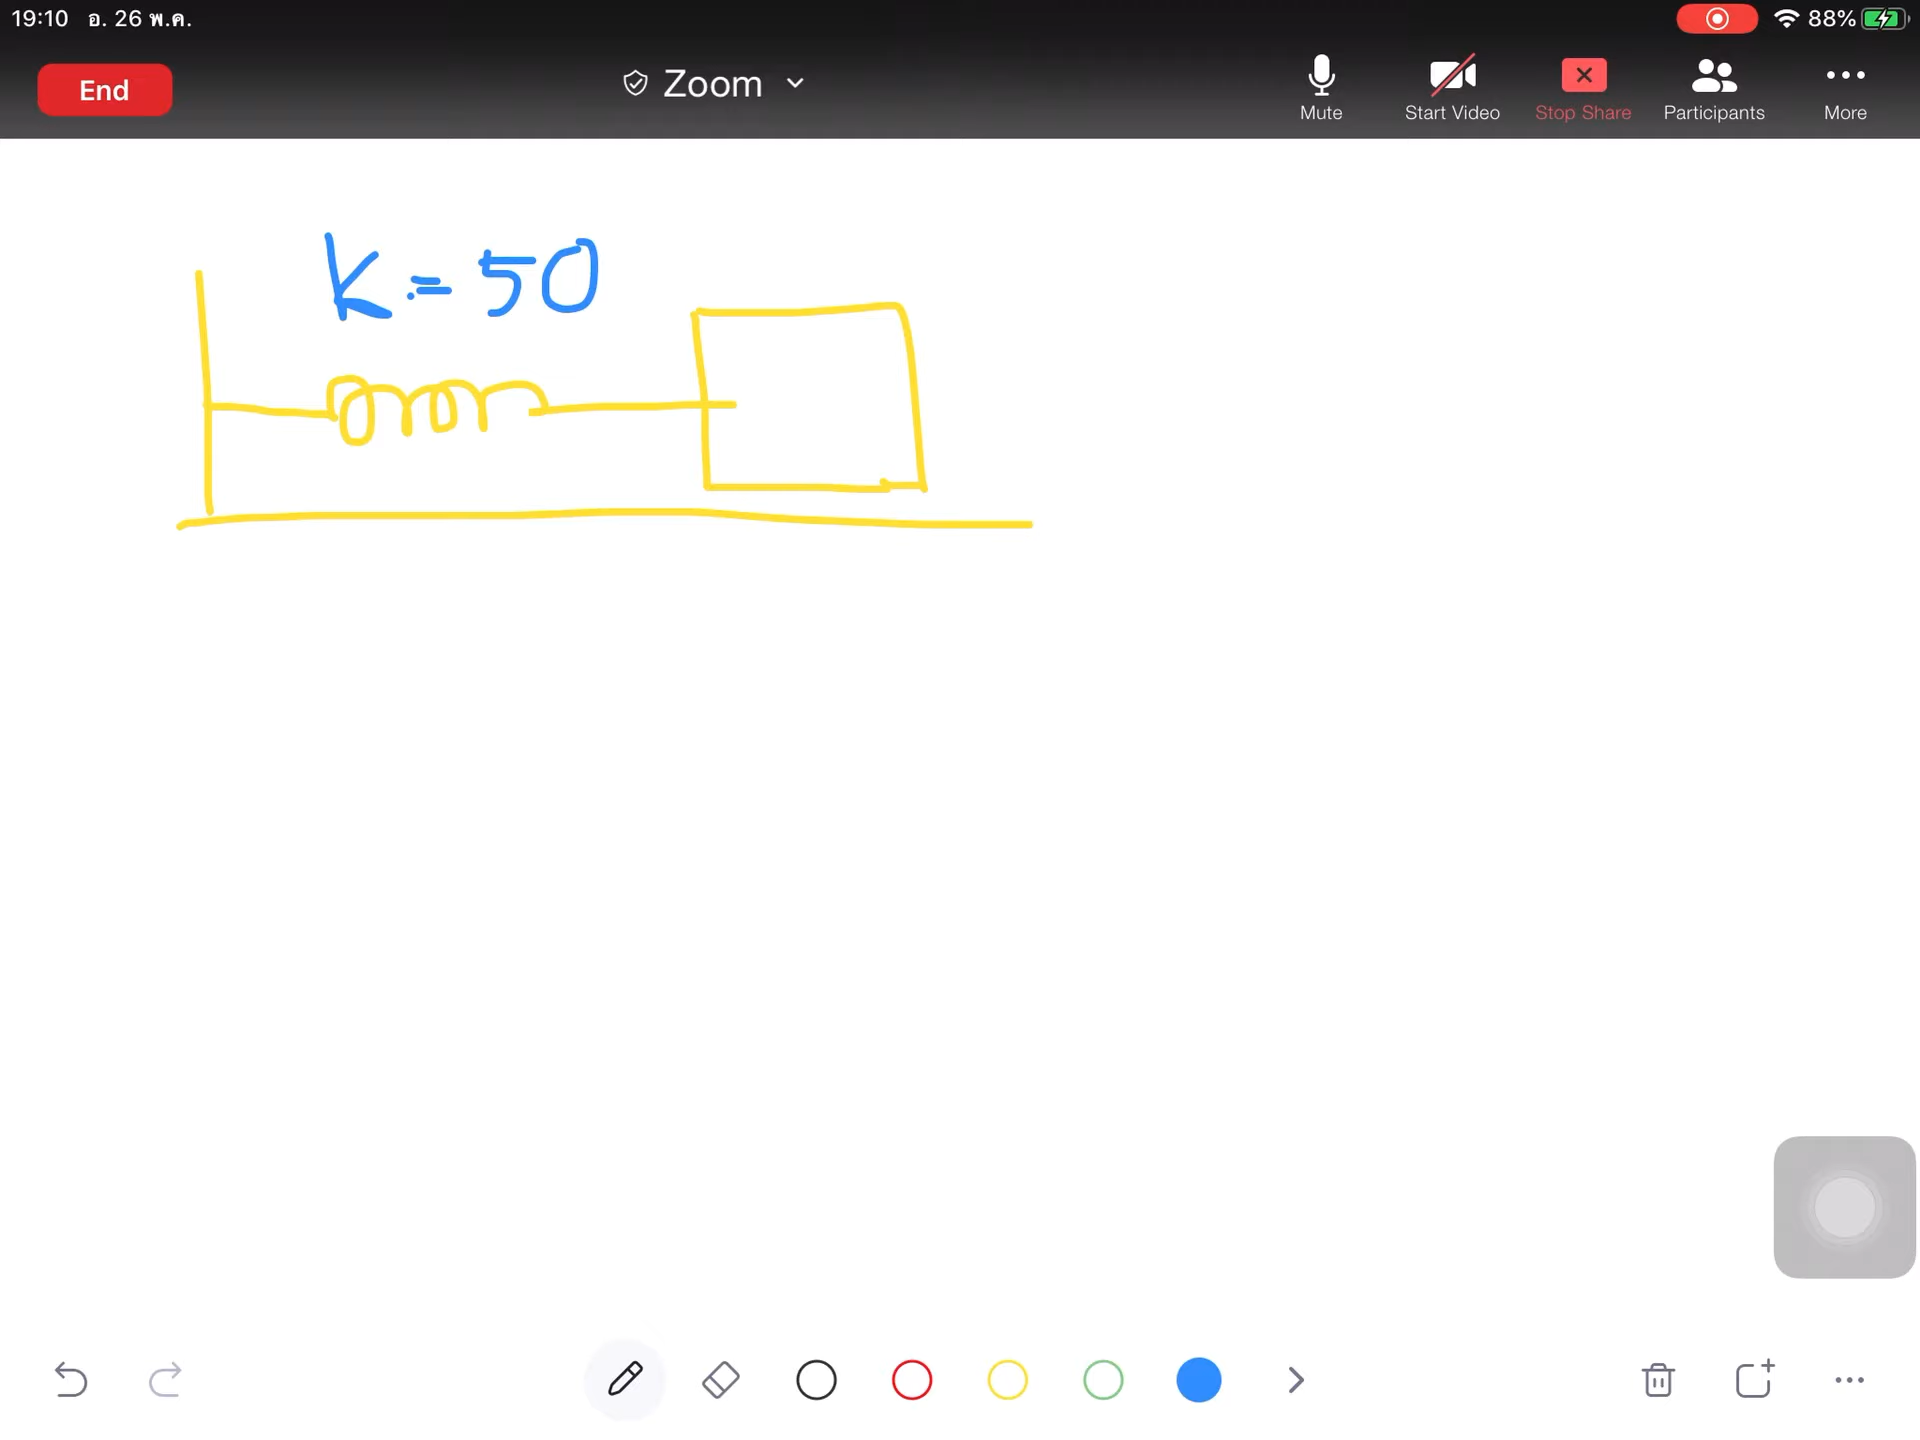 19:10 อ. 26 พ.ค.
88%
End
Zoom
Mute
Start Video
Stop Share
Participants
More
K = 50